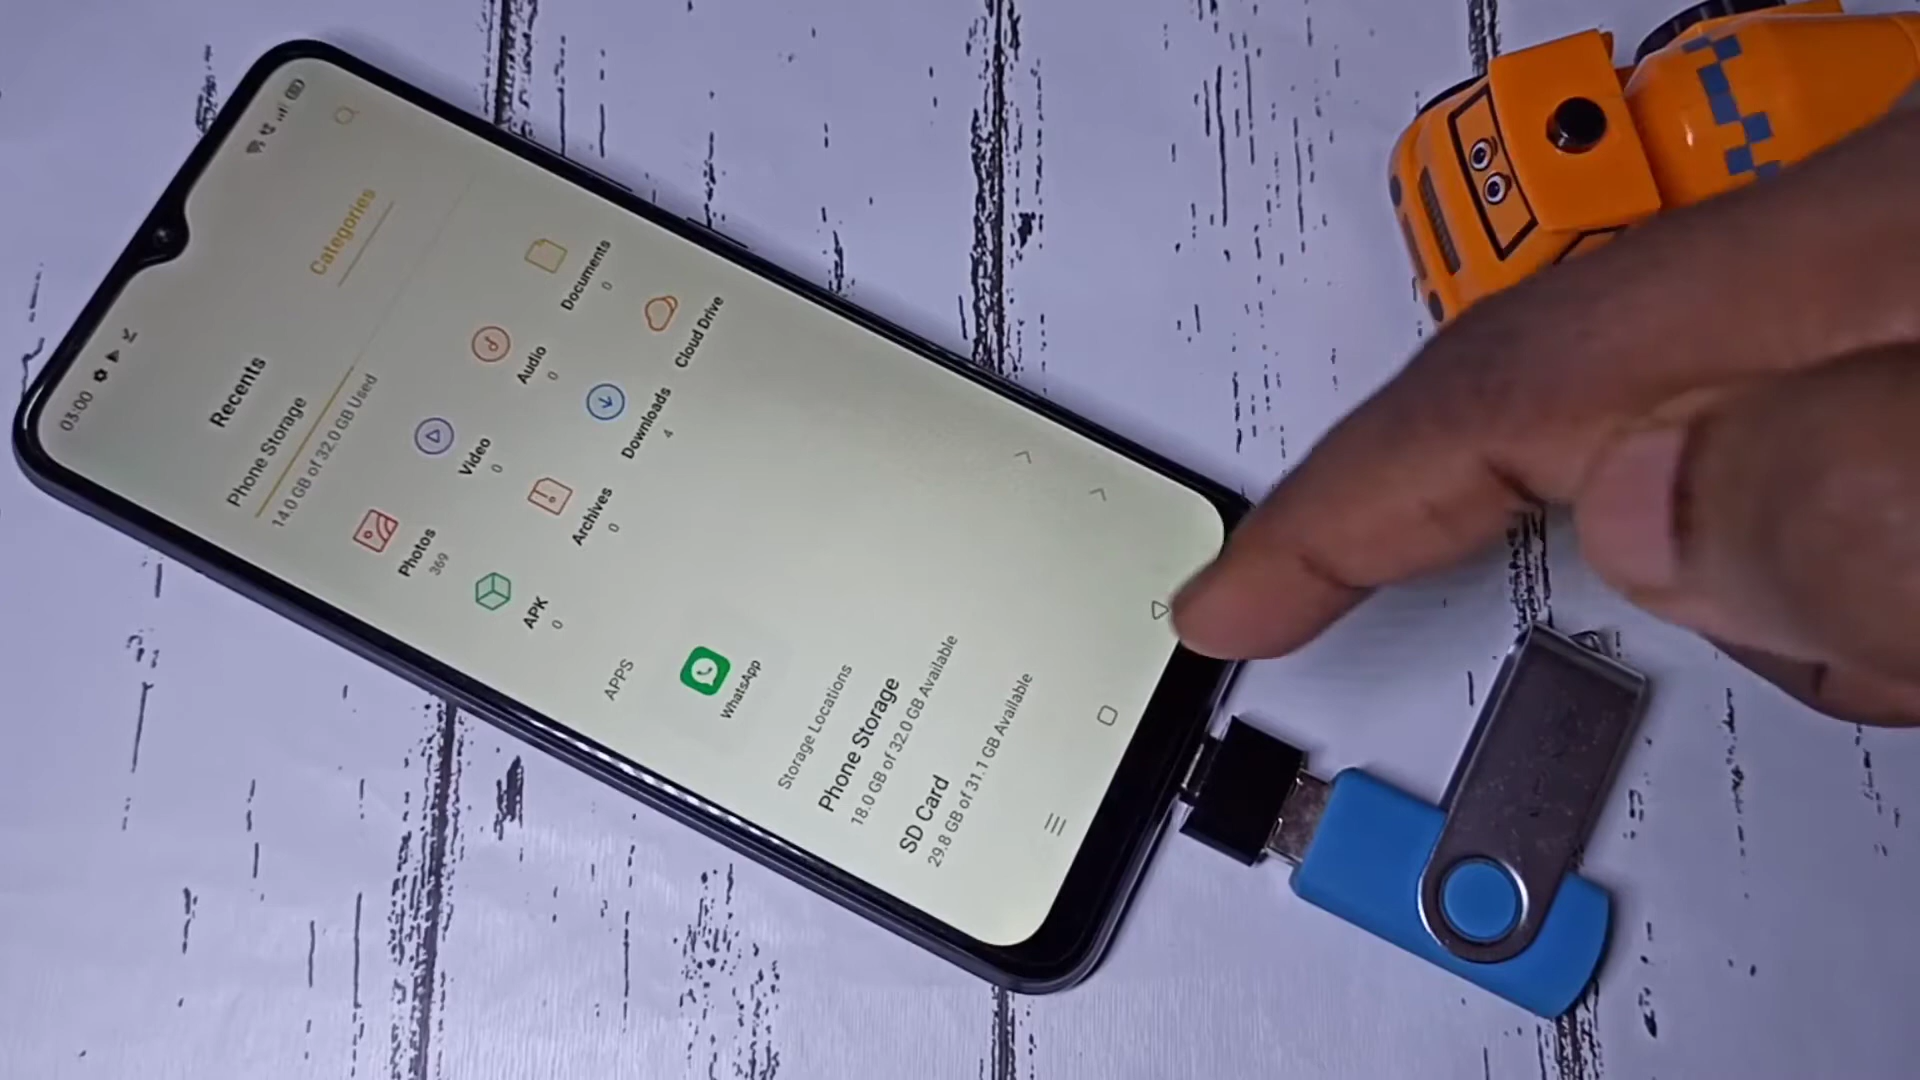 03:00
Recents
Categories
Phone Storage
14.0 GB of 32.0 GB Used
Photos
369
Video
0
Audio
0
Documents
0
APK
0
Archives
0
Downloads
4
Cloud Drive
APPS
WhatsApp
Storage Locations
Phone Storage
18.0 GB of 32.0 GB Available
SD Card
29.8 GB of 31.1 GB Available